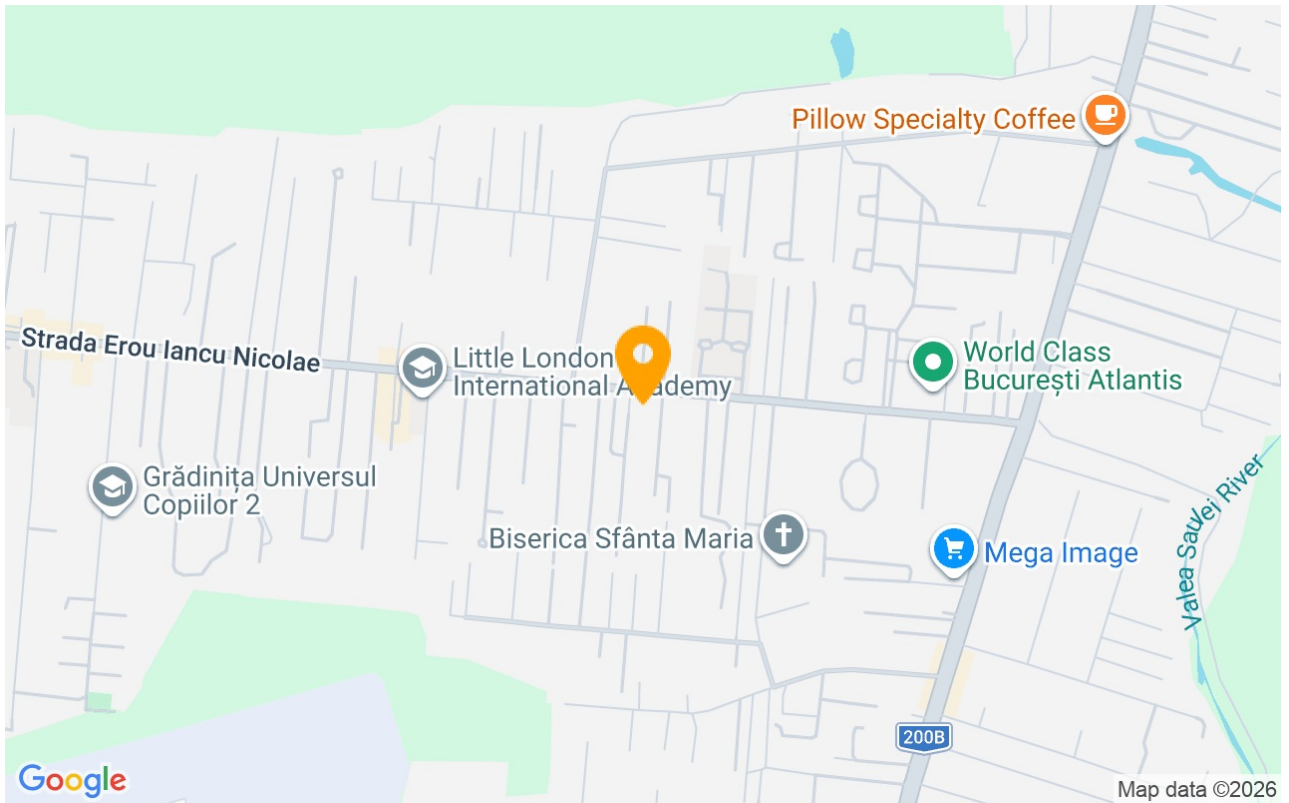 Pillow Specialty Coffee
Strada Erou Iancu Nicolae
Little London
International Academy
World Class
București Atlantis
Grădinița Universul
Copiilor 2
Biserica Sfânta Maria
Mega Image
Valea Saulei River
200B
Google
Map data ©2026